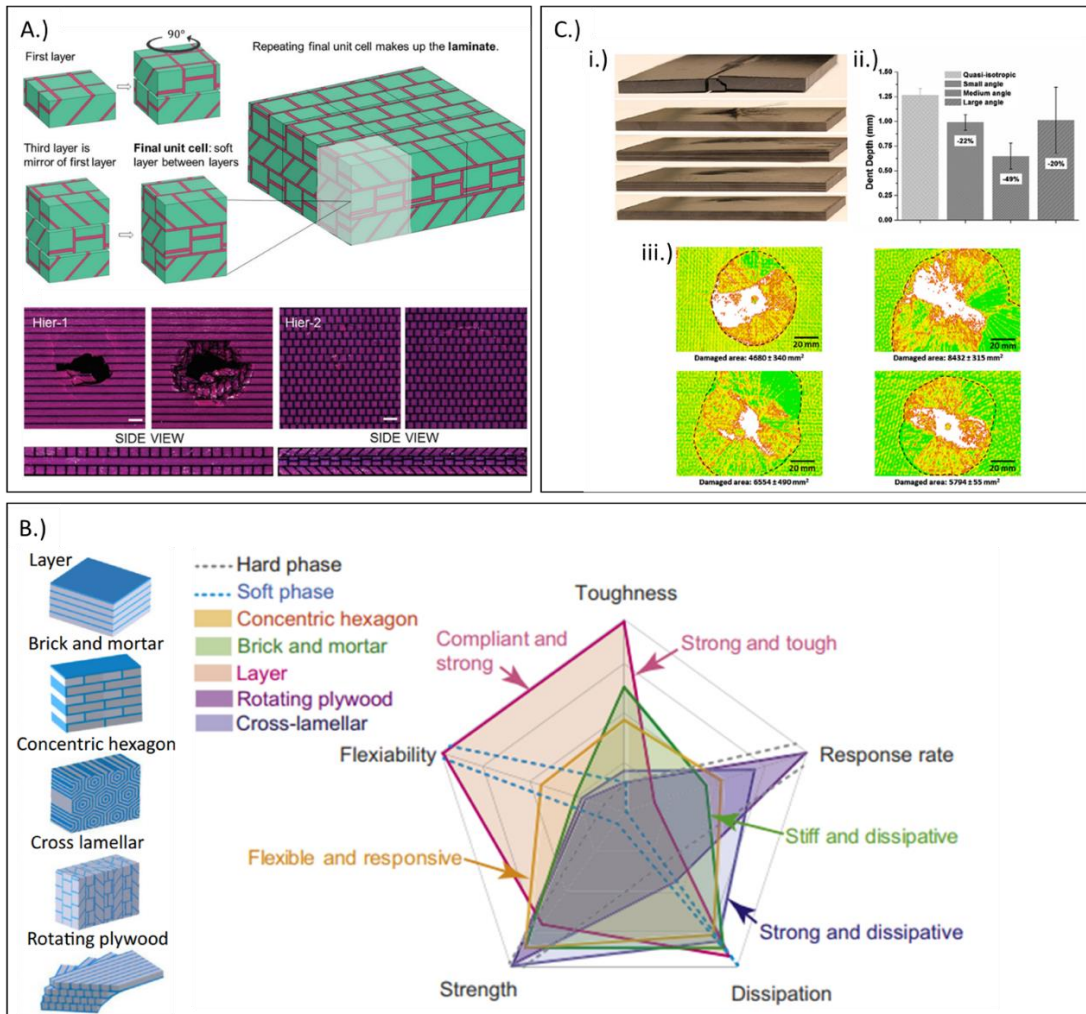 A.)
90°
First layer
Repeating final unit cell makes up the laminate.
Third layer is
mirror of first layer
Final unit cell: soft
layer between layers
Hier-1
Hier-2
SIDE VIEW
SIDE VIEW
C.)
i.)
ii.)
Dent Depth (mm)
1.50
1.25
1.00
0.75
0.50
0.25
0.00
Quasi-isotropic
Small angle
Medium angle
Large angle
-22%
-49%
-20%
iii.)
20 mm
Damaged area: 4680 ± 340 mm²
20 mm
Damaged area: 8432 ± 315 mm²
20 mm
Damaged area: 6554 ± 490 mm²
20 mm
Damaged area: 5794 ± 55 mm²
B.)
Layer
Brick and mortar
Concentric hexagon
Cross lamellar
Rotating plywood
Hard phase
Soft phase
Concentric hexagon
Brick and mortar
Layer
Rotating plywood
Cross-lamellar
Toughness
Compliant and
strong
Strong and tough
Flexiability
Response rate
Stiff and dissipative
Flexible and responsive
Strong and dissipative
Strength
Dissipation